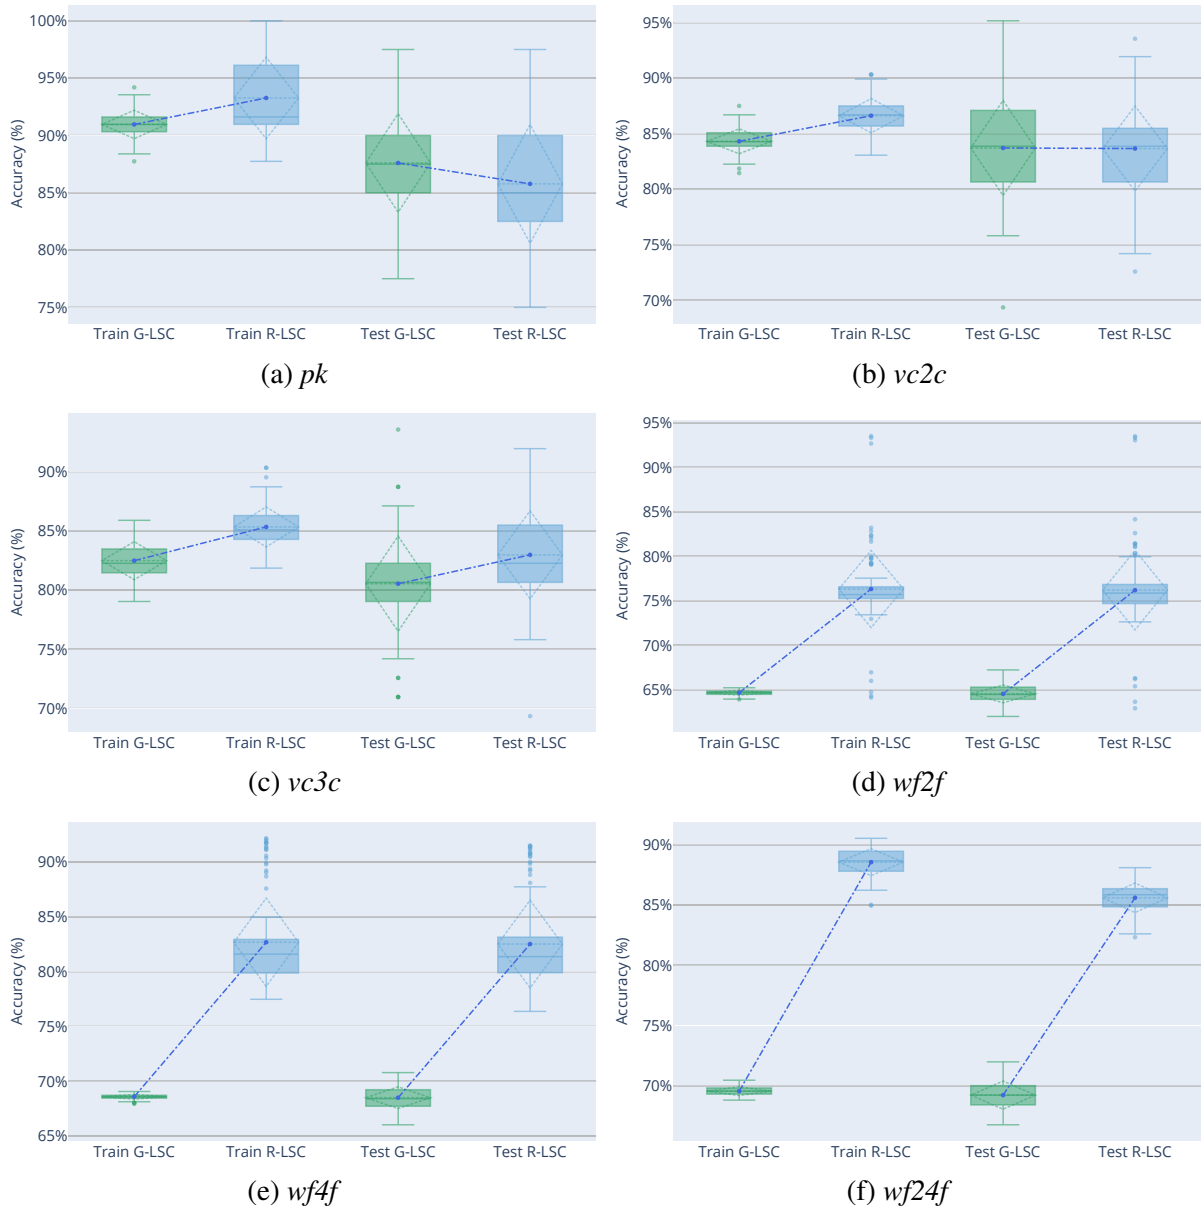 100%
95%
90%
85%
80%
75%
Accuracy (%)
Train G-LSC Train R-LSC Test G-LSC Test R-LSC
(a) pk
95%
90%
85%
80%
75%
70%
Accuracy (%)
Train G-LSC Train R-LSC Test G-LSC Test R-LSC
(b) vc2c
90%
85%
80%
75%
70%
Accuracy (%)
Train G-LSC Train R-LSC Test G-LSC Test R-LSC
(c) vc3c
95%
90%
85%
80%
75%
70%
65%
Accuracy (%)
Train G-LSC Train R-LSC Test G-LSC Test R-LSC
(d) wf2f
90%
85%
80%
75%
70%
65%
Accuracy (%)
Train G-LSC Train R-LSC Test G-LSC Test R-LSC
(e) wf4f
90%
85%
80%
75%
70%
Accuracy (%)
Train G-LSC Train R-LSC Test G-LSC Test R-LSC
(f) wf24f